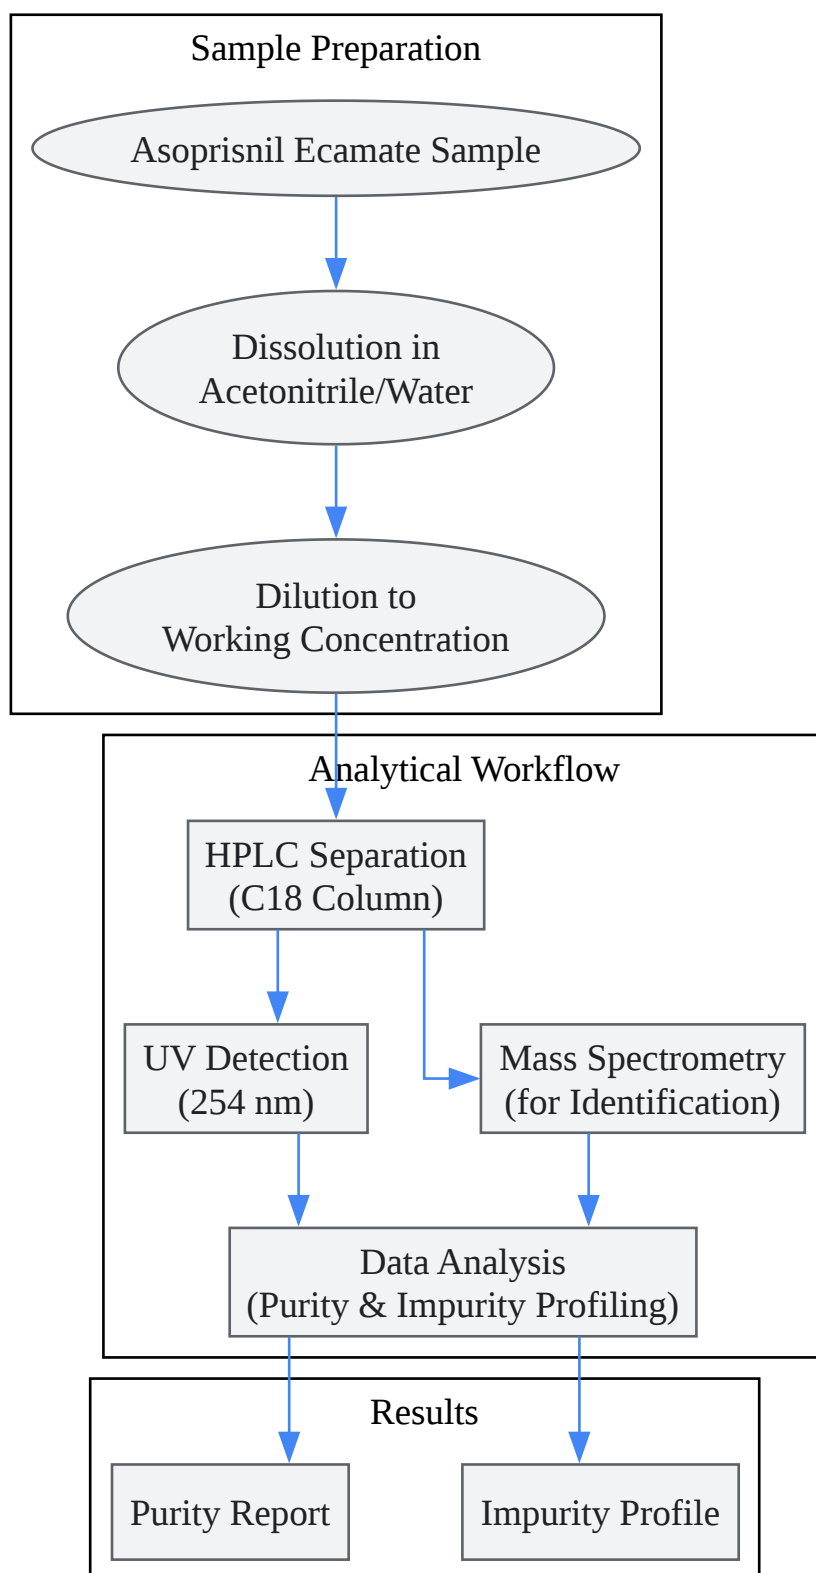 Sample Preparation
Asoprisnil Ecamate Sample
Dissolution in
Acetonitrile/Water
Dilution to
Working Concentration
Analytical Workflow
HPLC Separation
(C18 Column)
UV Detection
(254 nm)
Mass Spectrometry
(for Identification)
Data Analysis
(Purity & Impurity Profiling)
Results
Purity Report
Impurity Profile